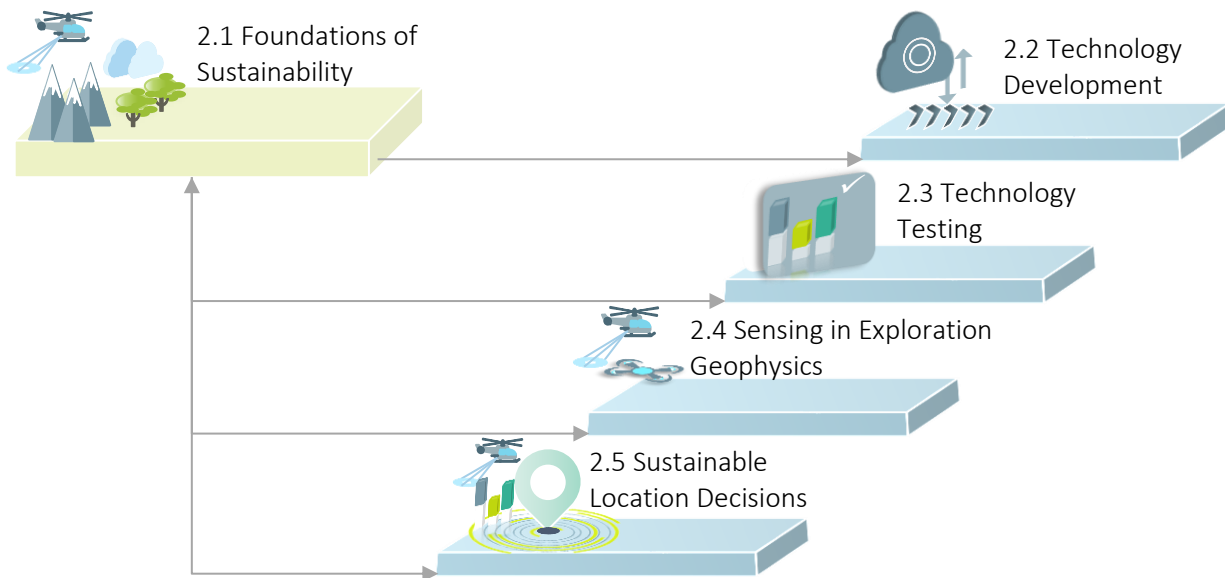 2.1 Foundations of
Sustainability
2.2 Technology
Development
2.3 Technology
Testing
2.4 Sensing in Exploration
Geophysics
2.5 Sustainable
Location Decisions